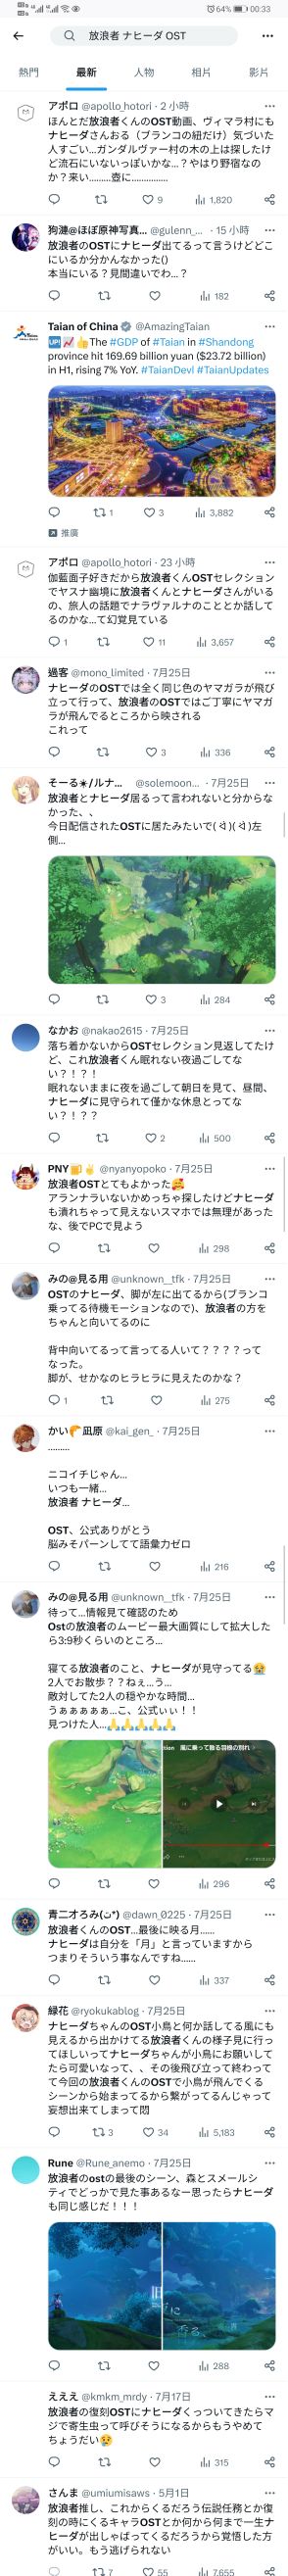 64% 00:33
放浪者 ナヒーダ OST
熱門 最新 人物 相片 影片
アポロ @apollo_hotori · 2 小時
ほんとだ放浪者くんのOST動画、ヴィマラ村にも
ナヒーダさんおる（ブランコの紐だけ）気づいた
人すごい...ガンダルヴァー村の木の上は探したけ
ど流石にいないっぽいかな...？やはり野宿なの
か？来い.........壺に..............
9 1,820
狗漣@ほぼ原神写真... @gulenn_... · 15 小時
放浪者のOSTにナヒーダ出てるって言うけどどこ
にいるか分かんなかった()
本当にいる？見間違いでわ...？
182
Taian of China @AmazingTaian
UP! The #GDP of #Taian in #Shandong
province hit 169.69 billion yuan ($23.72 billion)
in H1, rising 7% YoY. #TaianDevl #TaianUpdates
1 3 3,882
推廣
アポロ @apollo_hotori · 23 小時
伽藍面子好きだから放浪者くんOSTセレクション
でヤスナ幽境に放浪者くんとナヒーダさんがいる
の、旅人の話題でナラヴァルナのこととか話して
るのかな...て幻覚見ている
1 11 3,657
過客 @mono_limited · 7月25日
ナヒーダのOSTでは全く同じ色のヤマガラが飛び
立って行って、放浪者のOSTではご丁寧にヤマガ
ラが飛んでるところから映される
これって
3 336
そーる☀/ルナ... @solemoon... · 7月25日
放浪者とナヒーダ居るって言われないと分からな
かった、、
今日配信されたOSTに居たみたいで( ᐛ )( ᐛ )左
側...
3 284
なかお @nakao2615 · 7月25日
落ち着かないからOSTセレクション見返してたけ
ど、これ放浪者くん眠れない夜過ごしてな
い？！？！
眠れないままに夜を過ごして朝日を見て、昼間、
ナヒーダに見守られて僅かな休息とってな
い？！？？
2 500
PNY🍺✌ @nyanyopoko · 7月25日
放浪者OSTとてもよかった🥰
アランナラいないかめっちゃ探したけどナヒーダ
も潰れちゃって見えないスマホでは無理があった
な、後でPCで見よう
298
みの@見る用 @unknown__tfk · 7月25日
OSTのナヒーダ、脚が左に出てるから(ブランコ
乗ってる待機モーションなので)、放浪者の方を
ちゃんと向いてるのに
背中向いてるって言ってる人いて？？？？って
なった。
脚が、せかなのヒラヒラに見えたのかな？
1 275
かい🥐凪原 @kai_gen_ · 7月25日
.........
ニコイチじゃん...
いつも一緒...
放浪者 ナヒーダ...
OST、公式ありがとう
脳みそバーンしてて語彙力ゼロ
216
みの@見る用 @unknown__tfk · 7月25日
待って...情報見て確認のため
Ostの放浪者のムービー最大画質にして拡大した
ら3:9秒くらいのところ...
寝てる放浪者のこと、ナヒーダが見守ってる😭
2人でお散歩？？ねぇ...う...
敵対してた2人の穏やかな時間...
うぁぁぁぁぁ...こ、公式ぃぃ！！
見つけた人...🙏🙏🙏🙏🙏
風に乗って散る羽根の別れ
296
青二才ろみ(ت*) @dawn_0225 · 7月25日
放浪者くんのOST...最後に映る月......
ナヒーダは自分を「月」と言っていますから
つまりそういう事なんですね......
337
緑花 @ryokukablog · 7月25日
ナヒーダちゃんのOST小鳥と何か話してる風にも
見えるから出かけてる放浪者くんの様子見に行っ
てほしいってナヒーダちゃんが小鳥にお願いして
たら可愛いなって、、その後飛び立って終わって
て今回の放浪者くんのOSTで小鳥が飛んでくる
シーンから始まってるから繋がってるんじゃって
妄想出来てしまって悶
3 34 5,183
Rune @Rune_anemo · 7月25日
放浪者のostの最後のシーン、森とスメールシ
ティでどっかで見た事あるなー思ったらナヒーダ
も同じ感じだ！！！
288
えええ @kmkm_mrdy · 7月17日
放浪者の復刻OSTにナヒーダくっついてきたらマ
ジで寄生虫って呼びそうになるからもうやめて
ちょうだい😥
315
さんま @umiumisaws · 5月1日
放浪者推し、これからくるだろう伝説任務とか復
刻の時にくるキャラOSTとか何から何まで一生ナ
ヒーダが出しゃばってくるだろうから覚悟した方
がいい。もう逃げられない
7 55 7,655